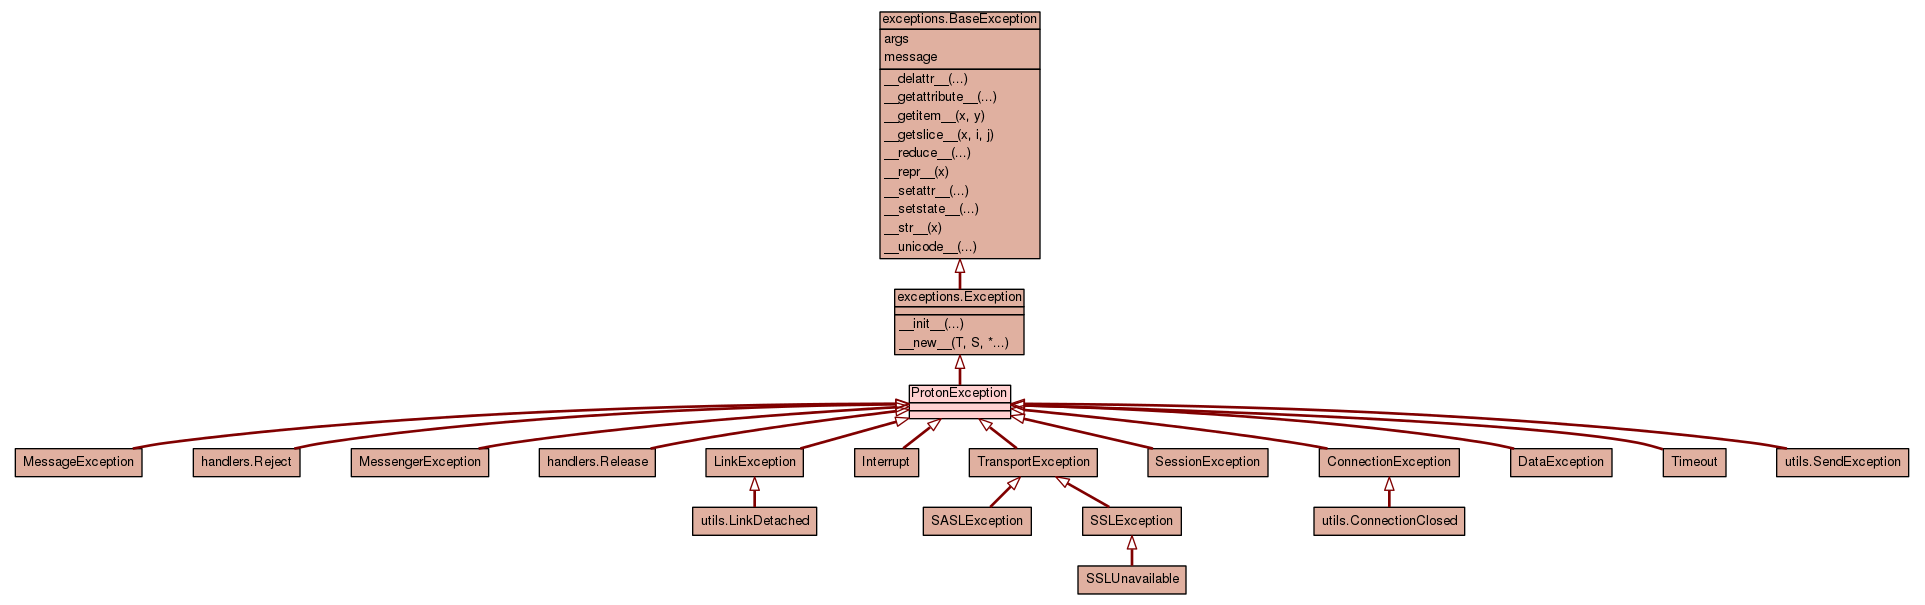 exceptions.BaseException
args
message
__delattr__(...)
__getattribute__(...)
__getitem__(x, y)
__getslice__(x, i, j)
__reduce__(...)
__repr__(x)
__setattr__(...)
__setstate__(...)
__str__(x)
__unicode__(...)
exceptions.Exception
__init__(...)
__new__(T, S, *...)
ProtonException
MessageException
handlers.Reject
MessengerException
handlers.Release
LinkException
Interrupt
TransportException
SessionException
ConnectionException
DataException
Timeout
utils.SendException
utils.LinkDetached
SASLException
SSLException
utils.ConnectionClosed
SSLUnavailable